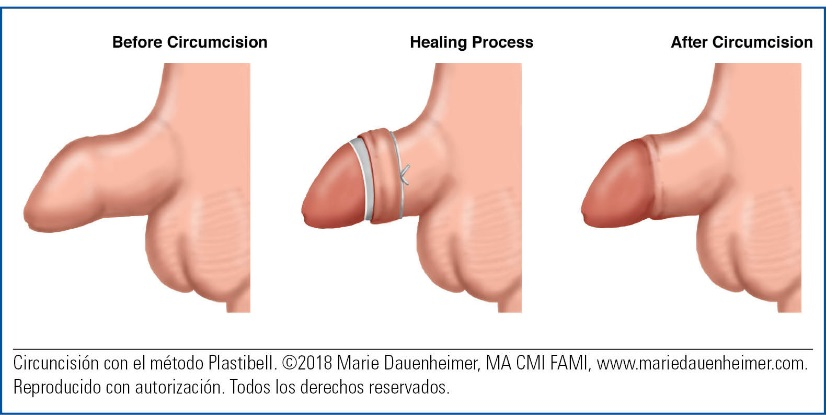 Before Circumcision
Healing Process
After Circumcision
Circuncisión con el método Plastibell. ©2018 Marie Dauenheimer, MA CMI FAMI, www.mariedauenheimer.com.
Reproducido con autorización. Todos los derechos reservados.